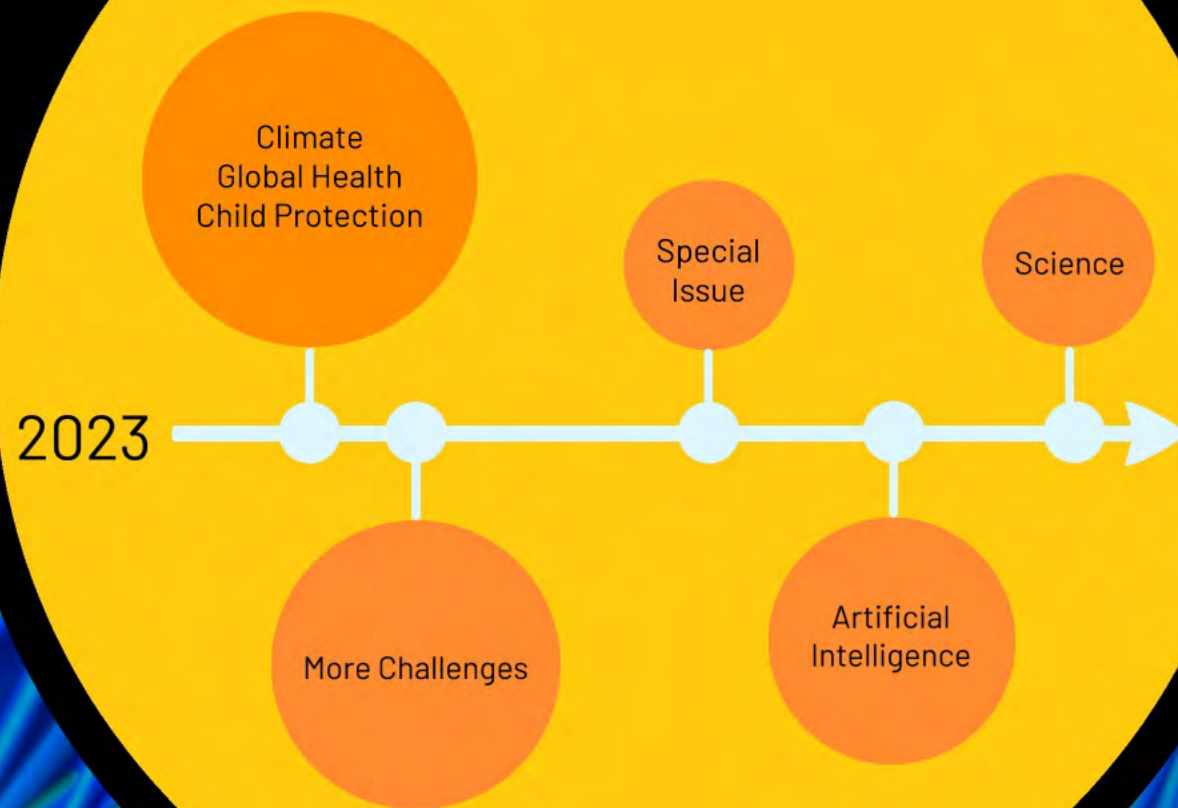 Climate
Global Health
Child Protection
Special
Issue
Science
2023
More Challenges
Artificial
Intelligence